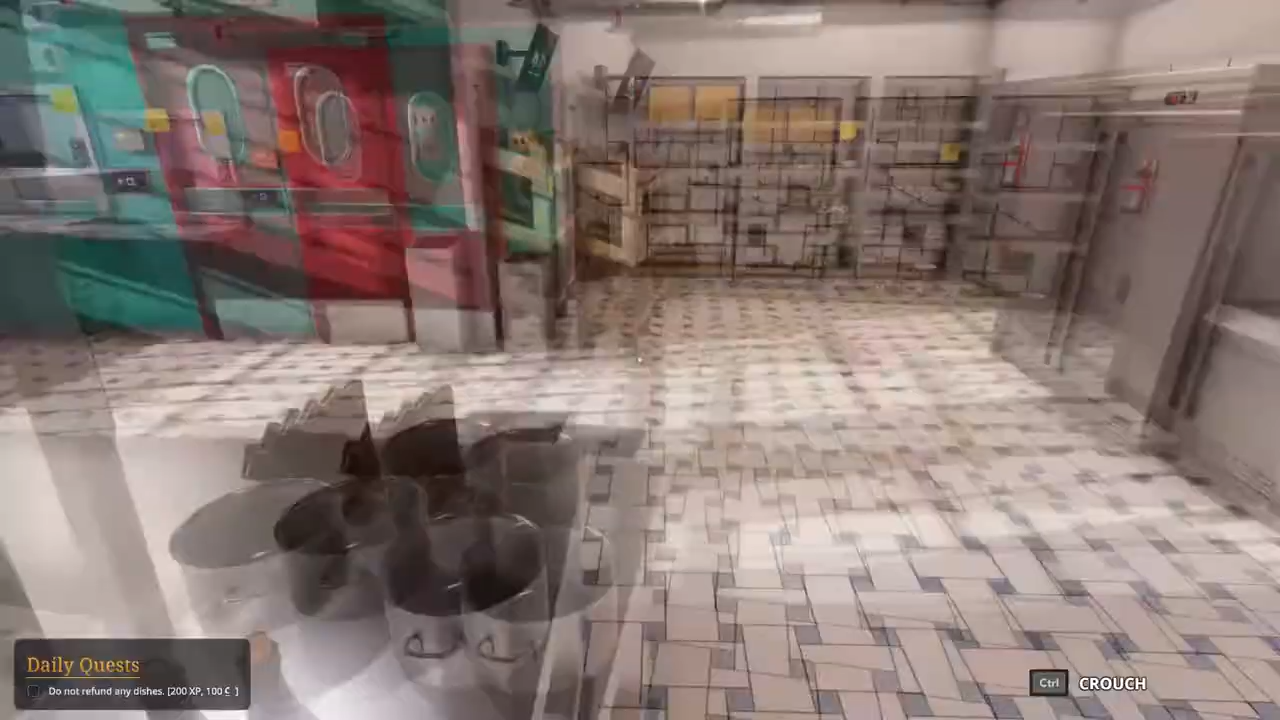 Daily Quests
Do not refund any dishes. [200 XP, 100 € ]
Ctrl CROUCH